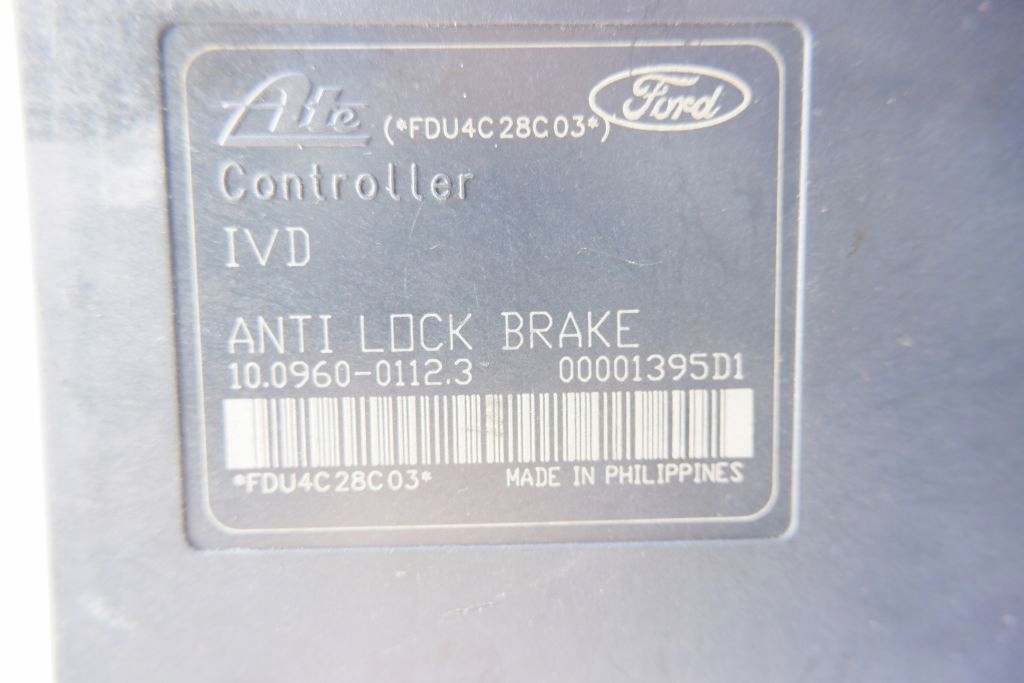 Ate (*FDU4C28C03*) Ford
Controller
IVD
ANTI LOCK BRAKE
10.0960-0112.3 00001395D1
*FDU4C28C03* MADE IN PHILIPPINES